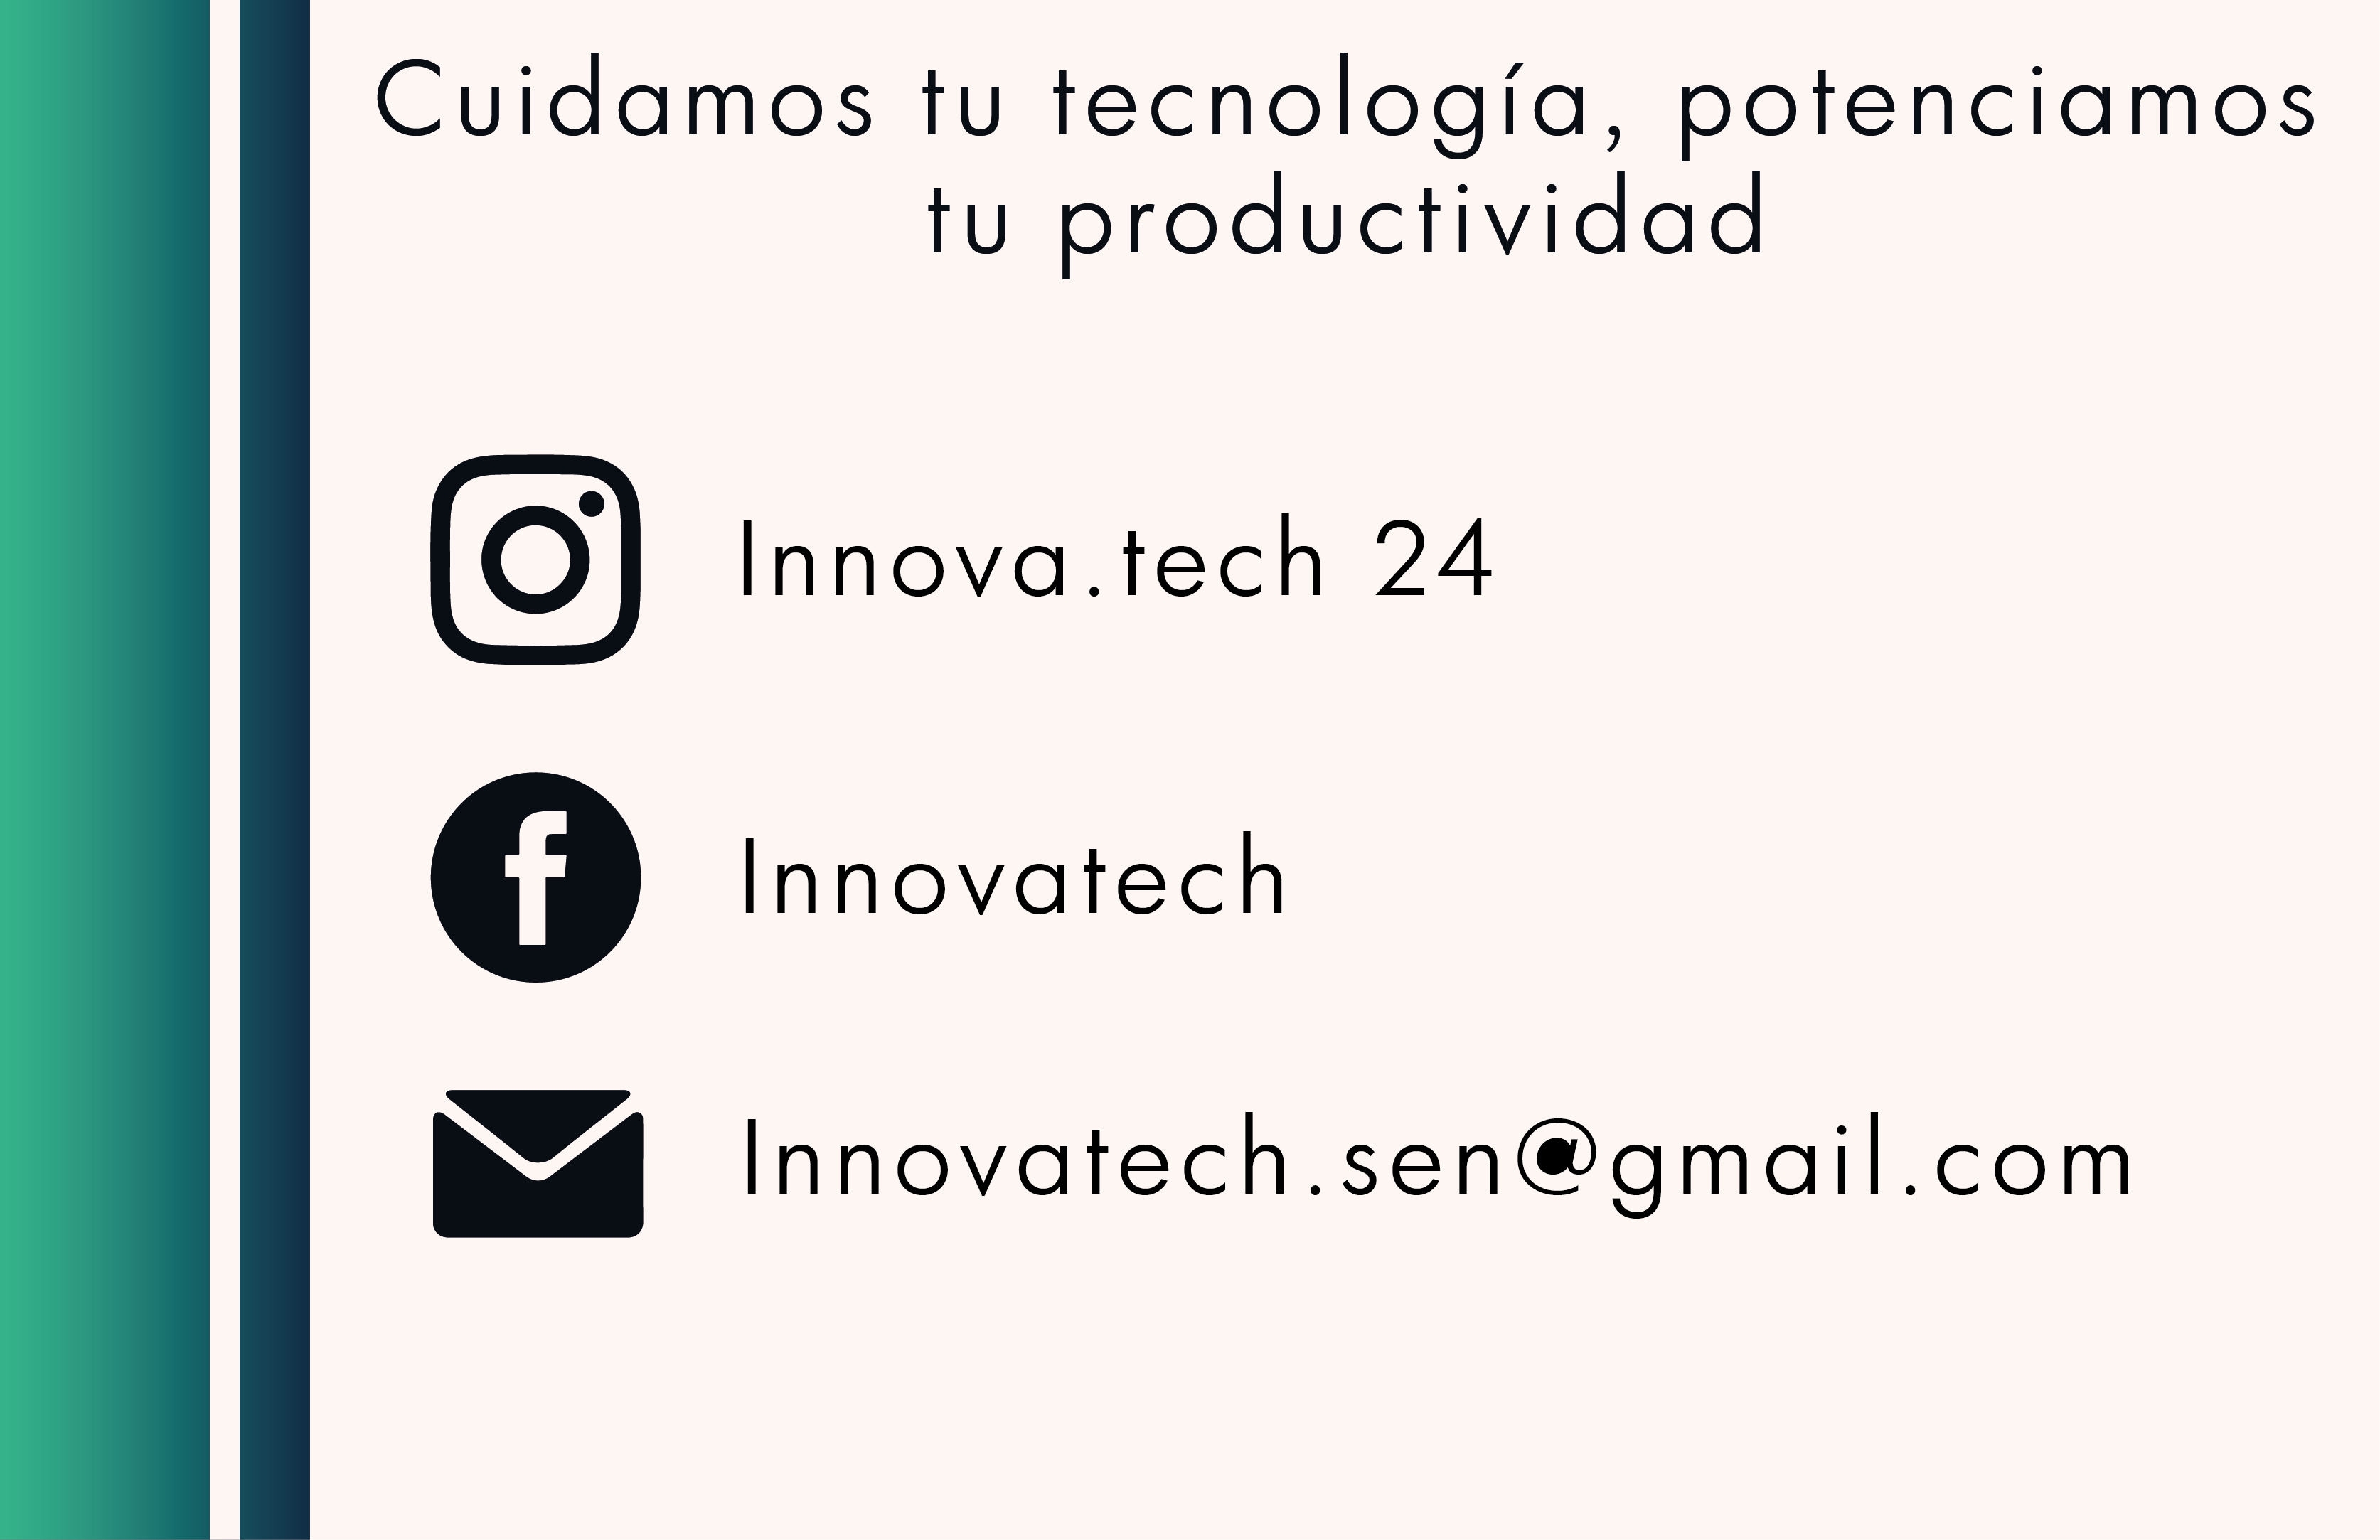 Cuidamos tu tecnología, potenciamos
tu productividad
Innova.tech 24
Innovatech
Innovatech.sen@gmail.com